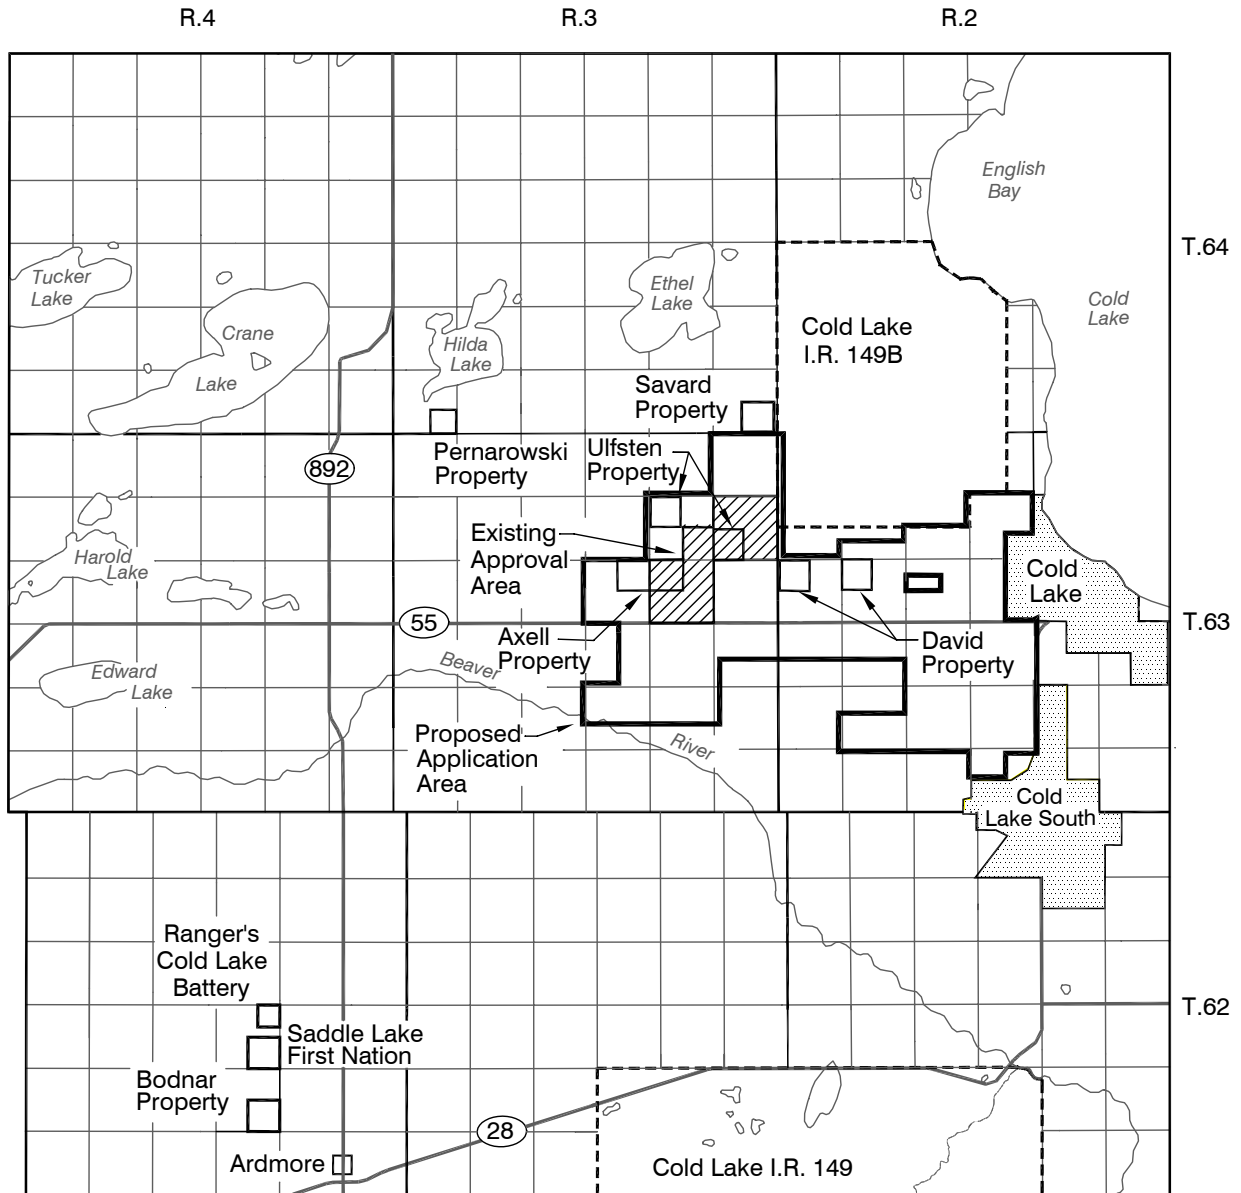 R.4
R.3
R.2
English
Bay
T.64
Tucker
Lake
Ethel
Lake
Cold
Lake
Crane
Lake
Cold Lake
I.R. 149B
Hilda
Lake
Savard
Property
Pernarowski
Property
Ulfsten
Property
892
Existing
Approval
Area
Harold
Lake
Cold
Lake
55
T.63
Axell
Property
David
Property
Beaver
Edward
Lake
Proposed
Application
Area
River
Cold
Lake South
Ranger's
Cold Lake
Battery
T.62
Saddle Lake
First Nation
Bodnar
Property
28
Ardmore
Cold Lake I.R. 149